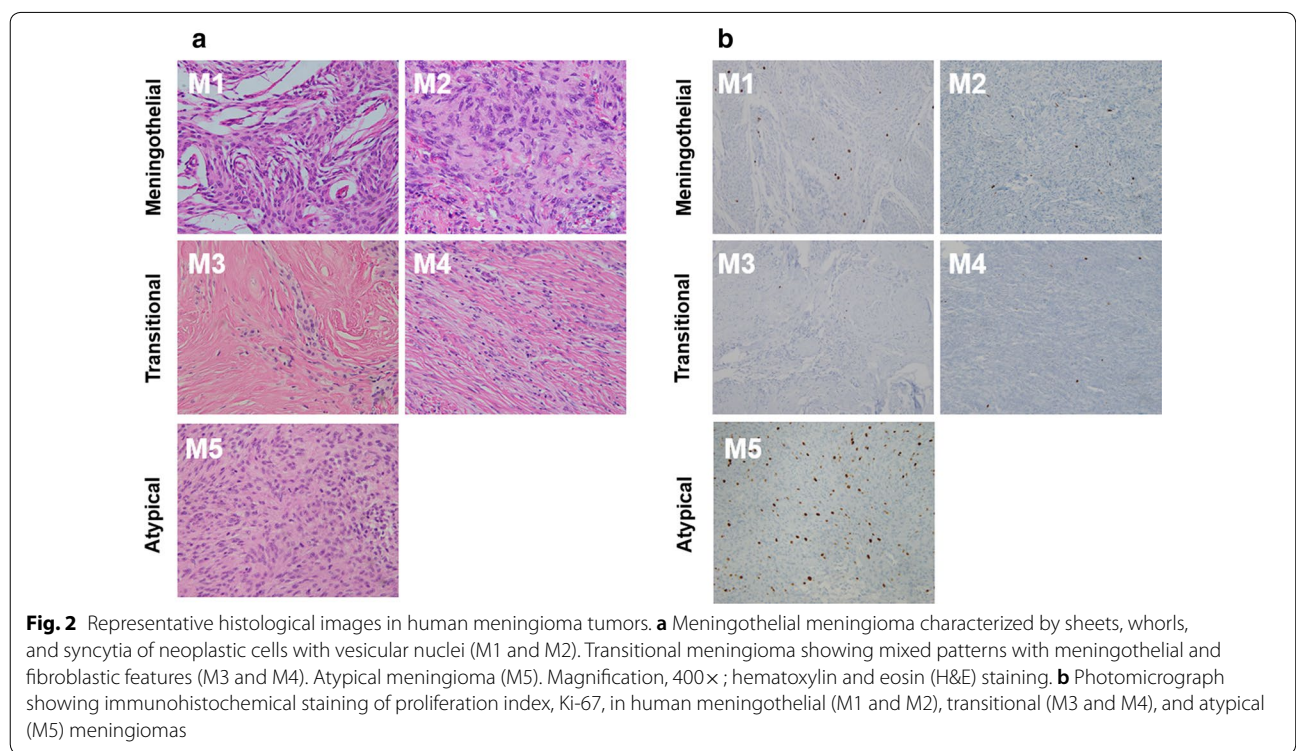 a
b
Meningothelial
M1
M2
Meningothelial
M1
M2
Transitional
M3
M4
Transitional
M3
M4
Atypical
M5
Atypical
M5
Fig. 2 Representative histological images in human meningioma tumors. a Meningothelial meningioma characterized by sheets, whorls,
and syncytia of neoplastic cells with vesicular nuclei (M1 and M2). Transitional meningioma showing mixed patterns with meningothelial and
fibroblastic features (M3 and M4). Atypical meningioma (M5). Magnification, 400× ; hematoxylin and eosin (H&E) staining. b Photomicrograph
showing immunohistochemical staining of proliferation index, Ki-67, in human meningothelial (M1 and M2), transitional (M3 and M4), and atypical
(M5) meningiomas